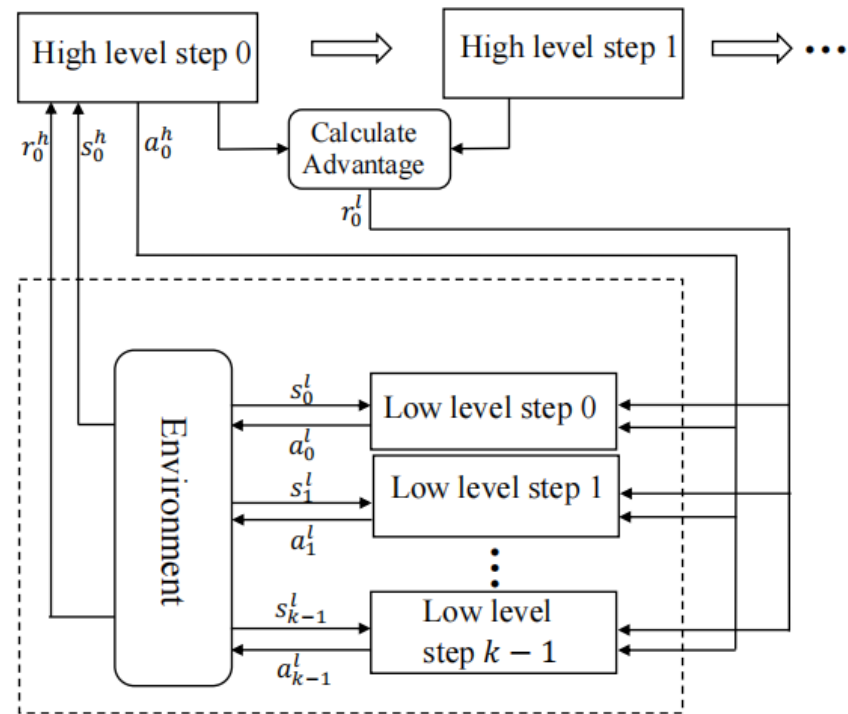 High level step 0
High level step 1
...
Calculate
Advantage
r_0^h
s_0^h
a_0^h
r_0^l
Environment
s_0^l
a_0^l
Low level step 0
s_1^l
a_1^l
Low level step 1
⋮
s_{k-1}^l
a_{k-1}^l
Low level
step k − 1